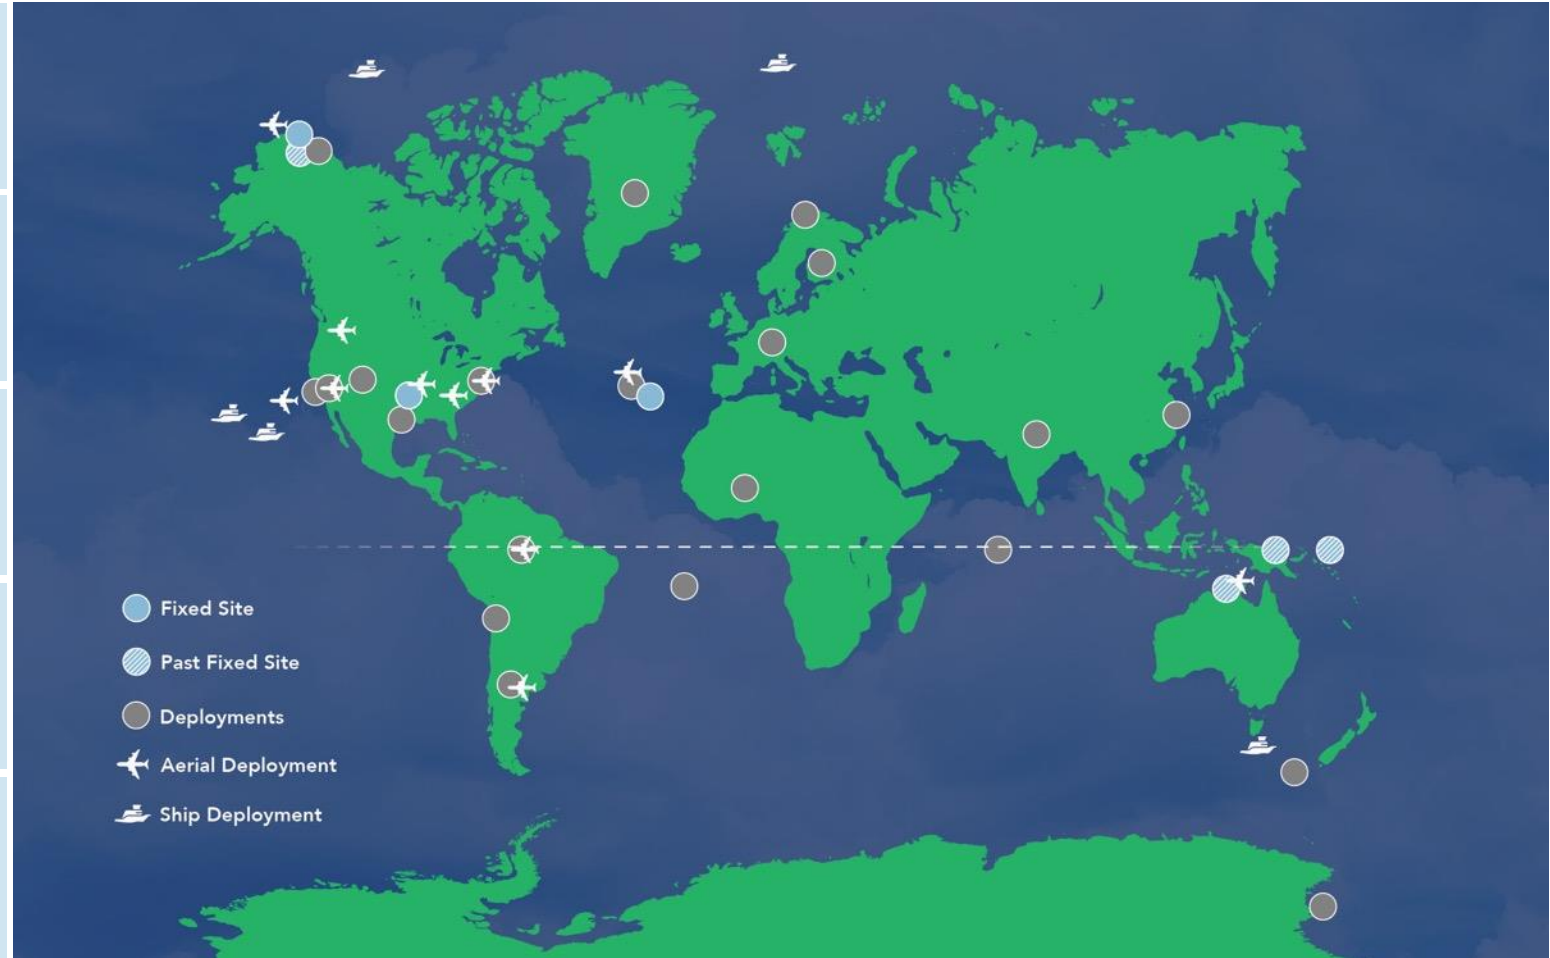 Fixed Site
Past Fixed Site
Deployments
Aerial Deployment
Ship Deployment